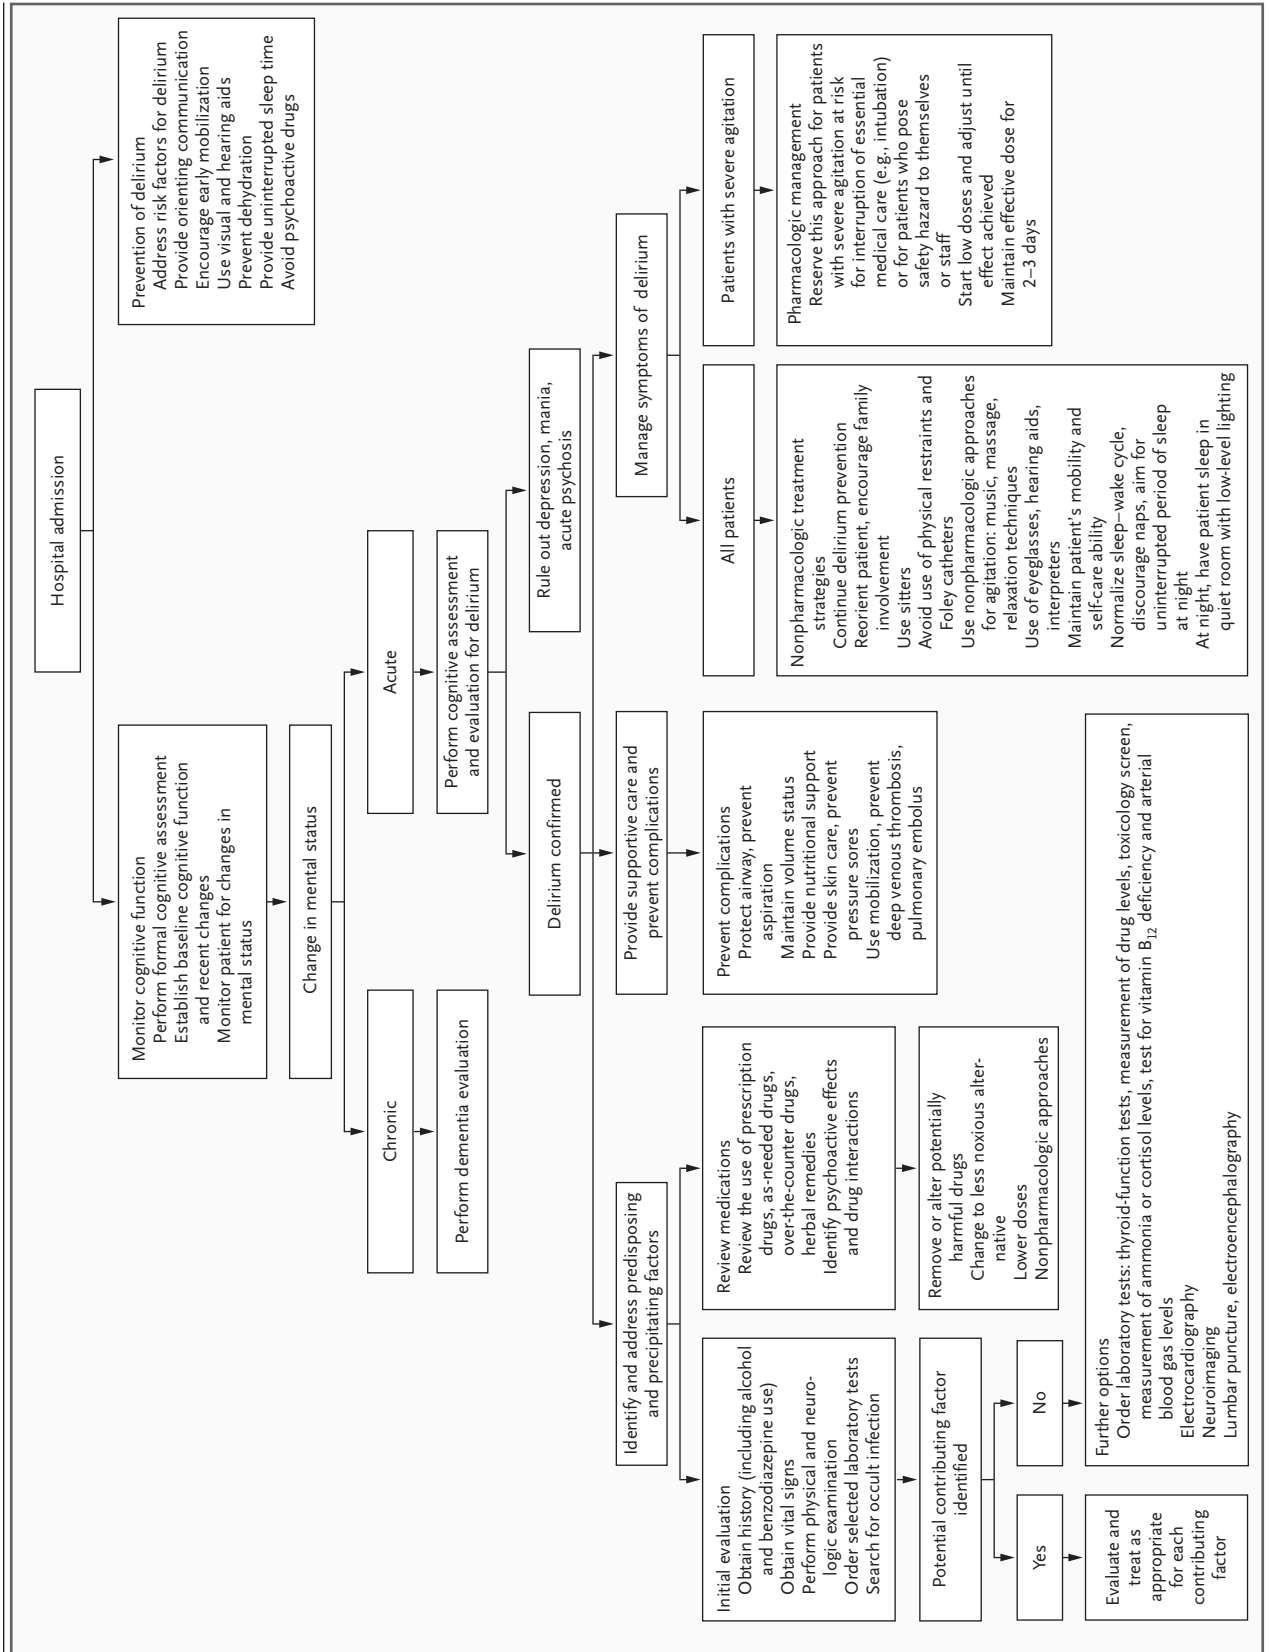 Hospital admission
Monitor cognitive function
Perform formal cognitive assessment
Establish baseline cognitive function
and recent changes
Monitor patient for changes in
mental status
Prevention of delirium
Address risk factors for delirium
Provide orienting communication
Encourage early mobilization
Use visual and hearing aids
Prevent dehydration
Provide uninterrupted sleep time
Avoid psychoactive drugs
Change in mental status
Chronic
Acute
Perform dementia evaluation
Perform cognitive assessment
and evaluation for delirium
Delirium confirmed
Rule out depression, mania,
acute psychosis
Identify and address predisposing
and precipitating factors
Provide supportive care and
prevent complications
Manage symptoms of delirium
Initial evaluation
Obtain history (including alcohol
and benzodiazepine use)
Obtain vital signs
Perform physical and neuro-
logic examination
Order selected laboratory tests
Search for occult infection
Review medications
Review the use of prescription
drugs, as-needed drugs,
over-the-counter drugs,
herbal remedies
Identify psychoactive effects
and drug interactions
Prevent complications
Protect airway, prevent
aspiration
Maintain volume status
Provide nutritional support
Provide skin care, prevent
pressure sores
Use mobilization, prevent
deep venous thrombosis,
pulmonary embolus
All patients
Patients with severe agitation
Nonpharmacologic treatment
strategies
Continue delirium prevention
Reorient patient, encourage family
involvement
Use sitters
Avoid use of physical restraints and
Foley catheters
Use nonpharmacologic approaches
for agitation: music, massage,
relaxation techniques
Use of eyeglasses, hearing aids,
interpreters
Maintain patient's mobility and
self-care ability
Normalize sleep–wake cycle,
discourage naps, aim for
uninterrupted period of sleep
at night
At night, have patient sleep in
quiet room with low-level lighting
Pharmacologic management
Reserve this approach for patients
with severe agitation at risk
for interruption of essential
medical care (e.g., intubation)
or for patients who pose
safety hazard to themselves
or staff
Start low doses and adjust until
effect achieved
Maintain effective dose for
2–3 days
Potential contributing factor
identified
Remove or alter potentially
harmful drugs
Change to less noxious alter-
native
Lower doses
Nonpharmacologic approaches
Yes
No
Evaluate and
treat as
appropriate
for each
contributing
factor
Further options
Order laboratory tests: thyroid-function tests, measurement of drug levels, toxicology screen,
measurement of ammonia or cortisol levels, test for vitamin B12 deficiency and arterial
blood gas levels
Electrocardiography
Neuroimaging
Lumbar puncture, electroencephalography